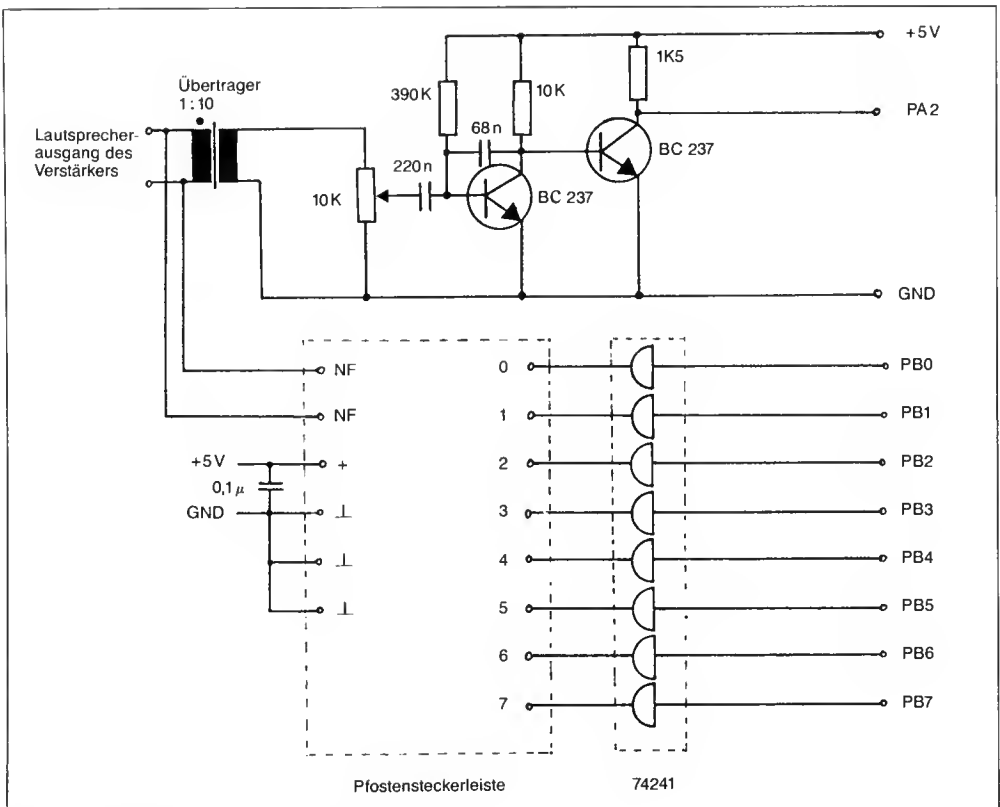 +5V
1K5
Übertrager
1:10
390K
10K
PA2
68n
Lautsprecher-
ausgang des
Verstärkers
BC 237
220n
10K
BC 237
GND
NF
0
PB0
NF
1
PB1
+5V
+
2
PB2
0,1µ
GND
⊥
3
PB3
⊥
4
PB4
⊥
5
PB5
6
PB6
7
PB7
Pfostensteckerleiste
74241